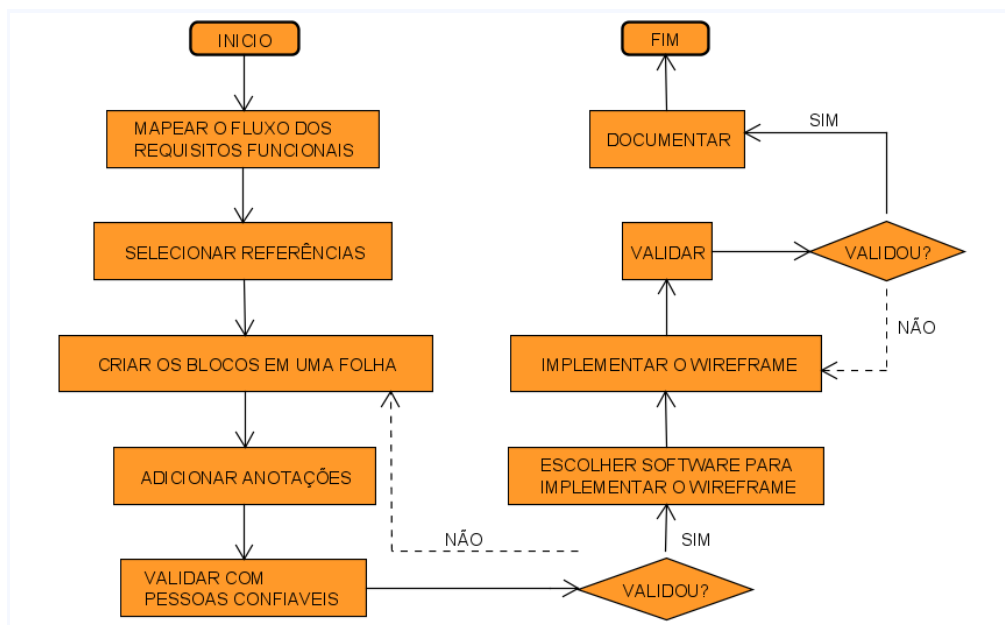 INICIO
MAPEAR O FLUXO DOS
REQUISITOS FUNCIONAIS
SELECIONAR REFERÊNCIAS
CRIAR OS BLOCOS EM UMA FOLHA
ADICIONAR ANOTAÇÕES
VALIDAR COM
PESSOAS CONFIAVEIS
VALIDOU?
NÃO
SIM
ESCOLHER SOFTWARE PARA
IMPLEMENTAR O WIREFRAME
IMPLEMENTAR O WIREFRAME
VALIDAR
VALIDOU?
NÃO
SIM
DOCUMENTAR
FIM